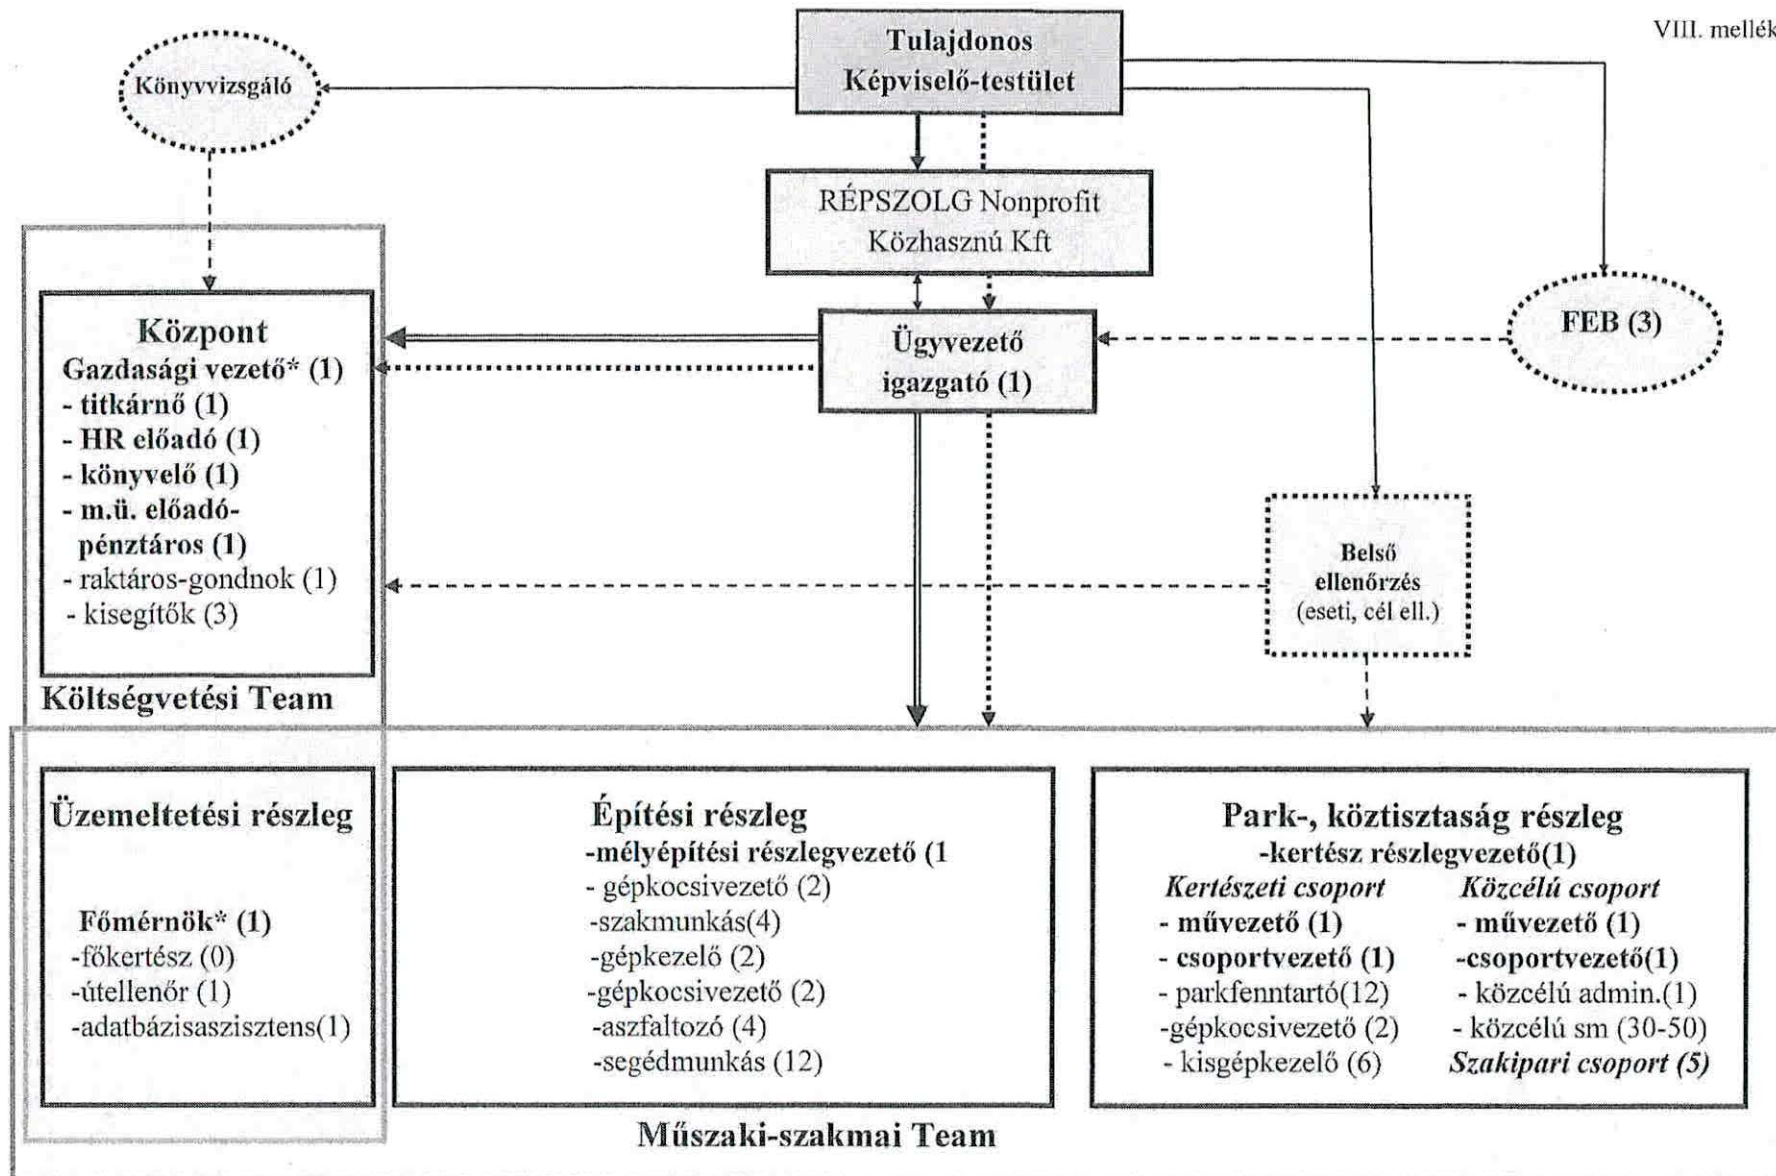 VIII. mellék
Tulajdonos
Képviselő-testület
Könyvvizsgáló
RÉPSZOLG Nonprofit
Közhasznú Kft
Ügyvezető
igazgató (1)
FEB (3)
Központ
Gazdasági vezető* (1)
- titkárnő (1)
- HR előadó (1)
- könyvelő (1)
- m.ü. előadó-
pénztáros (1)
- raktáros-gondnok (1)
- kisegítők (3)
Költségvetési Team
Belső
ellenőrzés
(eseti, cél ell.)
Üzemeltetési részleg
Főmérnök* (1)
-főkertész (0)
-útellenőr (1)
-adatbázisaszisztens(1)
Építési részleg
-mélyépítési részlegvezető (1
- gépkocsivezető (2)
-szakmunkás(4)
-gépkezelő (2)
-gépkocsivezető (2)
-aszfaltozó (4)
-segédmunkás (12)
Park-, köztisztaság részleg
-kertész részlegvezető(1)
Kertészeti csoport
- művezető (1)
- csoportvezető (1)
- parkfenntartó(12)
-gépkocsivezető (2)
- kisgépkezelő (6)
Közcélú csoport
- művezető (1)
-csoportvezető(1)
- közcélú admin.(1)
- közcélú sm (30-50)
Szakipari csoport (5)
Műszaki-szakmai Team